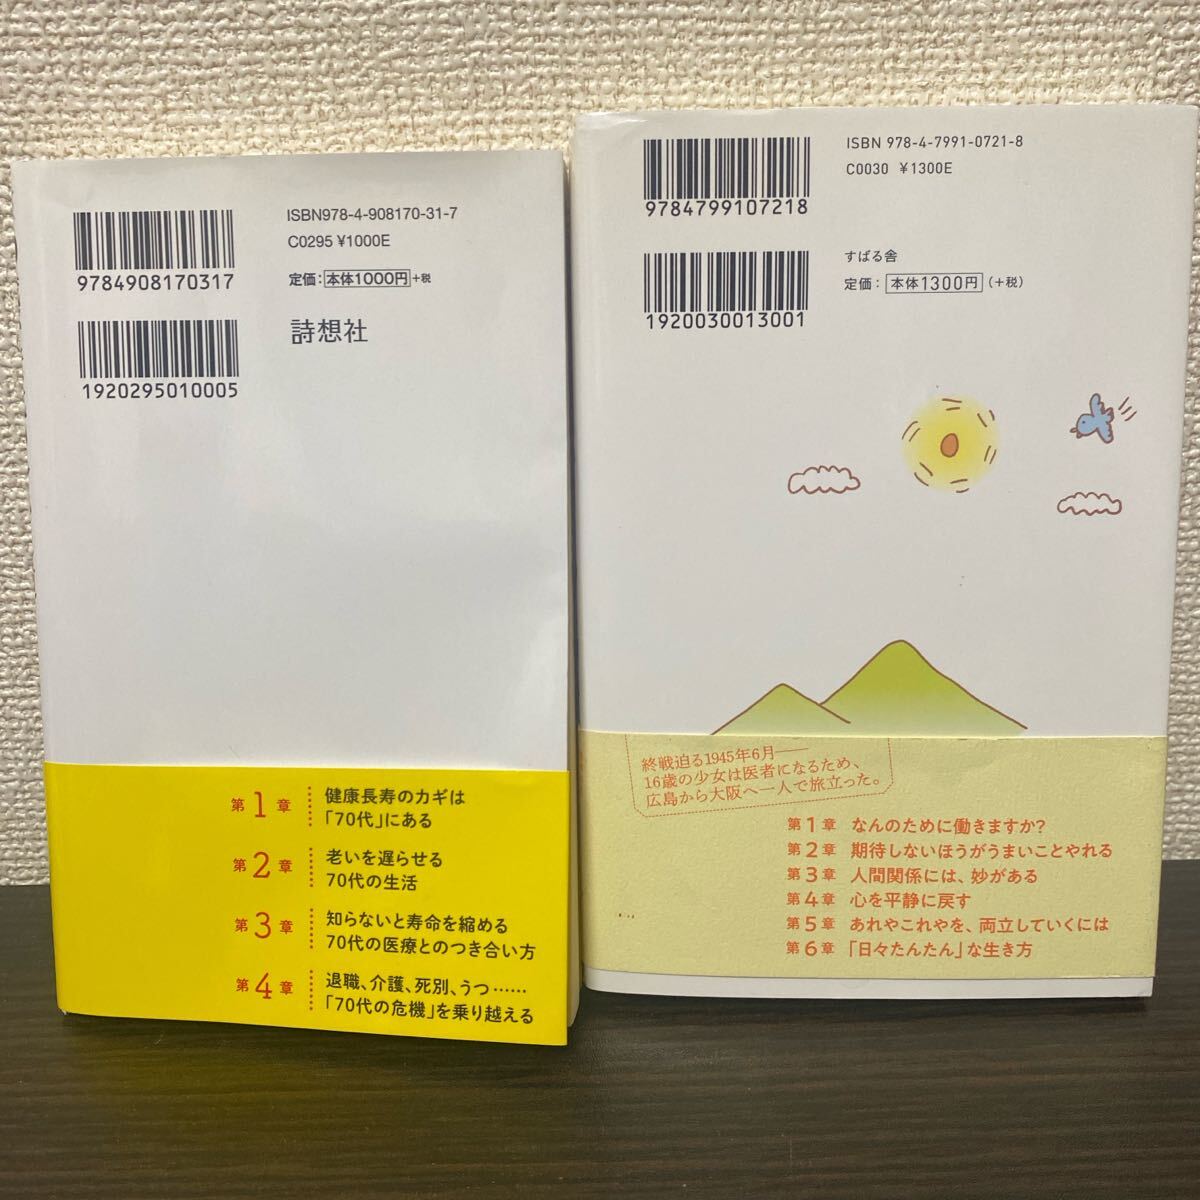 ISBN978-4-908170-31-7
C0295 ¥1000E
9784908170317
定価：本体1000円+税
詩想社
1920295010005
第1章
健康長寿のカギは
「70代」にある
第2章
老いを遅らせる
70代の生活
第3章
知らないと寿命を縮める
70代の医療とのつき合い方
第4章
退職、介護、死別、うつ……
「70代の危機」を乗り越える
ISBN 978-4-7991-0721-8
C0030 ¥1300E
9784799107218
すばる舎
定価：本体1300円(+税)
1920030013001
終戦迫る1945年6月——
16歳の少女は医者になるため、
広島から大阪へ一人で旅立った。
第1章 なんのために働きますか?
第2章 期待しないほうがうまいことやれる
第3章 人間関係には、妙がある
第4章 心を平静に戻す
第5章 あれやこれやを、両立していくには
第6章 「日々たんたん」な生き方